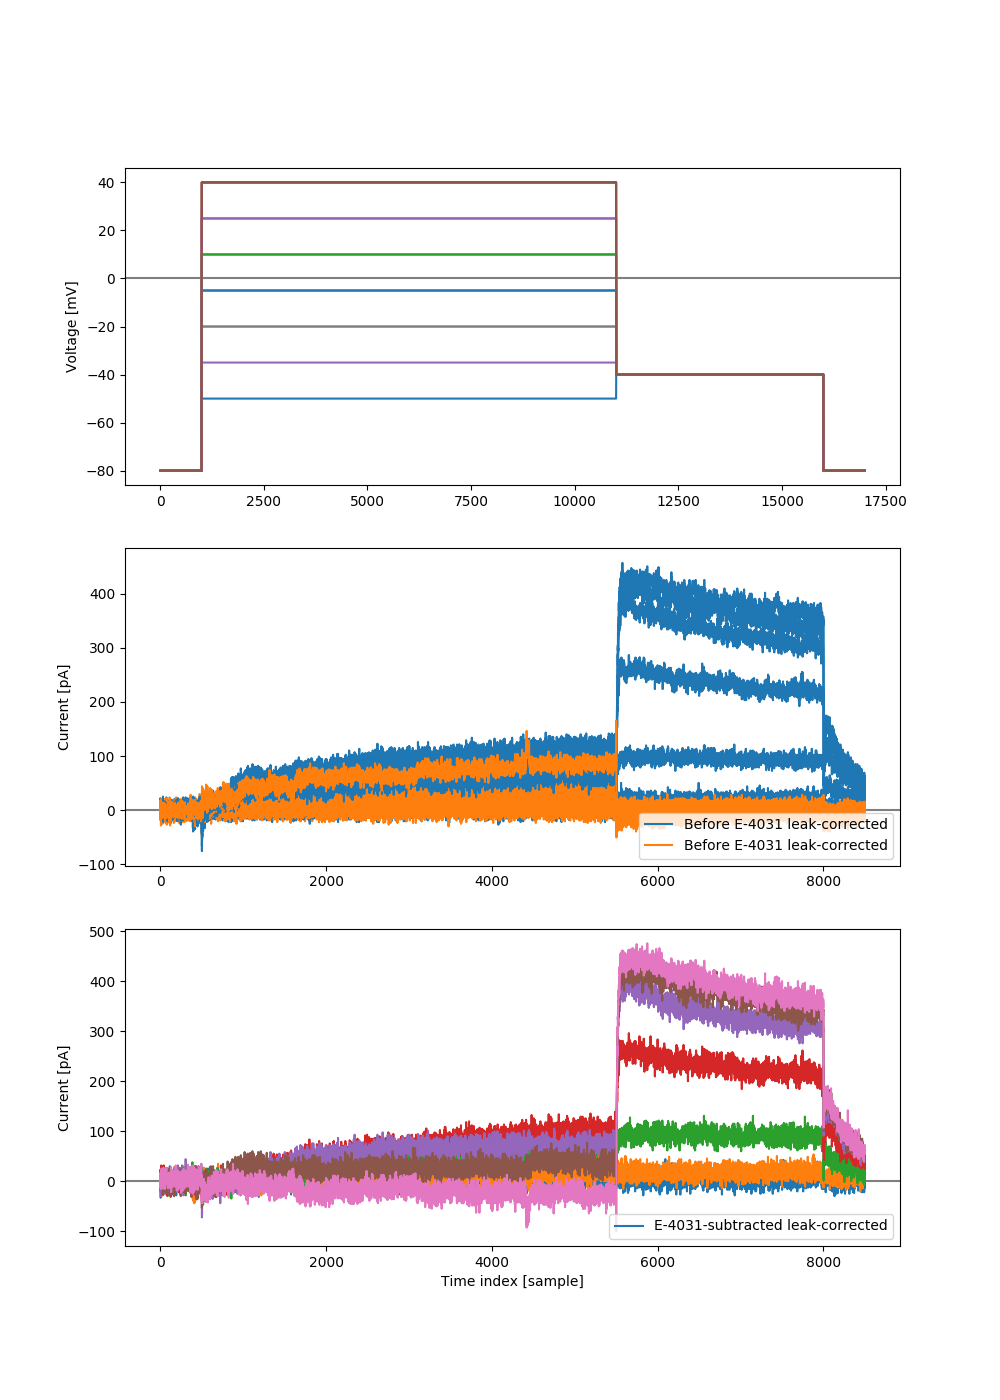 40
20
0
−20
−40
−60
−80
Voltage [mV]
0 2500 5000 7500 10000 12500 15000 17500
400
300
200
100
0
−100
Current [pA]
Before E-4031 leak-corrected
Before E-4031 leak-corrected
0 2000 4000 6000 8000
500
400
300
200
100
0
−100
Current [pA]
E-4031-subtracted leak-corrected
0 2000 4000 6000 8000
Time index [sample]